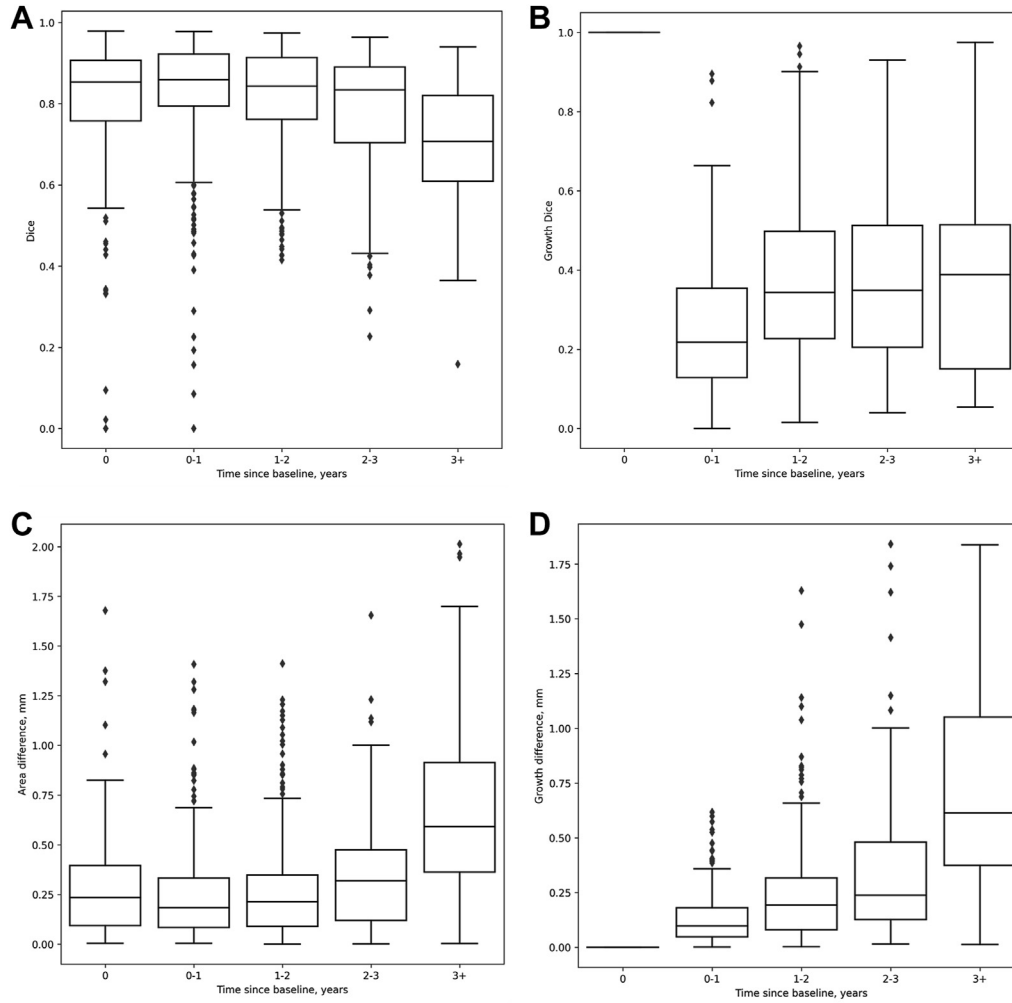 A
1.0
0.8
0.6
0.4
0.2
0.0
Dice
0 0-1 1-2 2-3 3+
Time since baseline, years
B
1.0
0.8
0.6
0.4
0.2
0.0
Growth Dice
0 0-1 1-2 2-3 3+
Time since baseline, years
C
2.00
1.75
1.50
1.25
1.00
0.75
0.50
0.25
0.00
Area difference, mm
0 0-1 1-2 2-3 3+
Time since baseline, years
D
1.75
1.50
1.25
1.00
0.75
0.50
0.25
0.00
Growth difference, mm
0 0-1 1-2 2-3 3+
Time since baseline, years